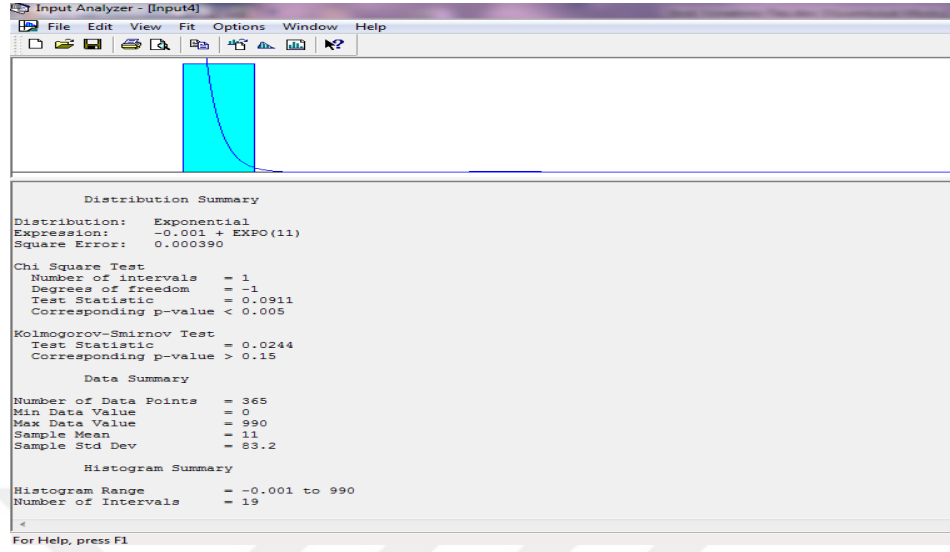 Input Analyzer - [Input4]
File Edit View Fit Options Window Help
Distribution Summary
Distribution: Exponential
Expression: -0.001 + EXPO(11)
Square Error: 0.000390
Chi Square Test
Number of intervals = 1
Degrees of freedom = -1
Test Statistic = 0.0911
Corresponding p-value < 0.005
Kolmogorov-Smirnov Test
Test Statistic = 0.0244
Corresponding p-value > 0.15
Data Summary
Number of Data Points = 365
Min Data Value = 0
Max Data Value = 990
Sample Mean = 11
Sample Std Dev = 83.2
Histogram Summary
Histogram Range = -0.001 to 990
Number of Intervals = 19
For Help, press F1